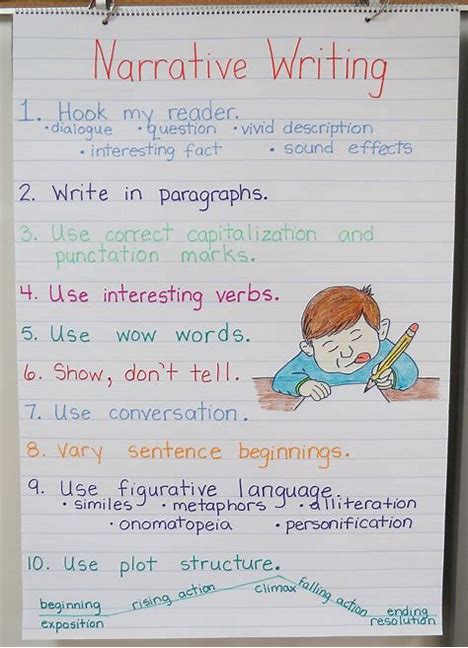 Narrative Writing
1. Hook my reader.
•dialogue •question •vivid description
•interesting fact •sound effects
2. Write in paragraphs.
3. Use correct capitalization and
punctation marks.
4. Use interesting verbs.
5. Use wow words.
6. Show, don't tell.
7. Use conversation.
8. Vary sentence beginnings.
9. Use figurative language.
•similes •metaphors •alliteration
•onomatopeia •personification
10. Use plot structure.
beginning rising action climax falling action ending
exposition resolution